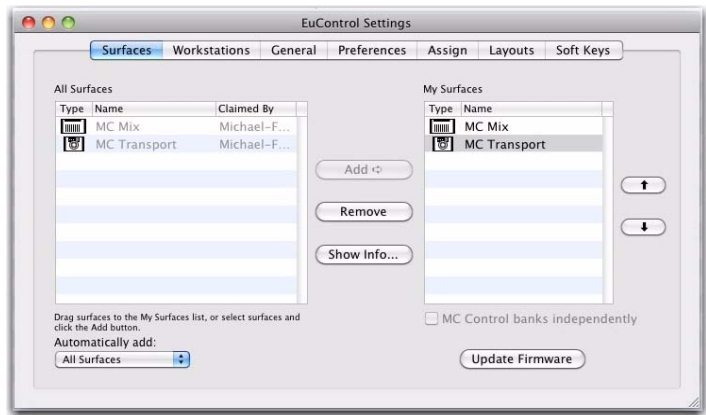 EuControl Settings
Surfaces Workstations General Preferences Assign Layouts Soft Keys
All Surfaces
Type Name Claimed By
MC Mix Michael-F...
MC Transport Michael-F...
Add
Remove
Show Info...
Drag surfaces to the My Surfaces list, or select surfaces and
click the Add button.
Automatically add:
All Surfaces
My Surfaces
Type Name
MC Mix
MC Transport
MC Control banks independently
Update Firmware